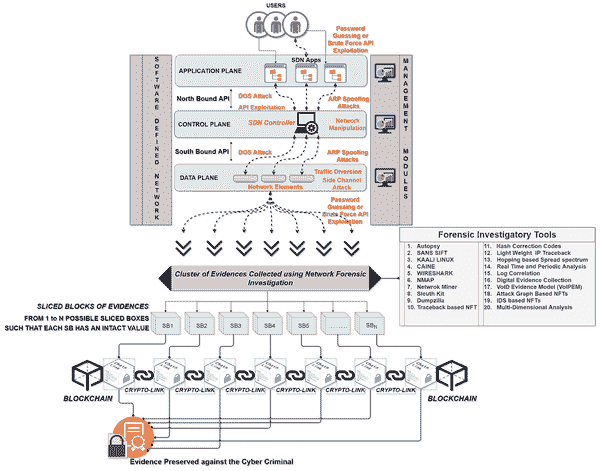 USERS
Password
Guessing or
Brute Force API
Exploitation
SDN Apps
APPLICATION PLANE
North Bound API
DOS Attack
API Exploitation
ARP Spoofing
Attacks
CONTROL PLANE
SDN Controller
Network
Manipulation
South Bound API
DOS Attack
ARP Spoofing
Attacks
DATA PLANE
Traffic Diversion
Side Channel
Attack
Network Elements
SOFTWARE DEFINED NETWORK
MANAGEMENT MODULES
Password
Guessing or
Brute Force API
Exploitation
Forensic Investigatory Tools
1. Autopsy
2. SANS SIFT
3. KAALI LINUX
4. CAINE
5. WIRESHARK
6. NMAP
7. Netwrok Miner
8. Sleuth Kit
9. Dumpzilla
10. Traceback based NFT
11. Hash Correction Codes
12. Light Weight IP Traceback
13. Hopping based Spread spectrum
14. Real Time and Periodic Analysis
15. Log Correlation
16. Digital Evidence Collection
17. VoID Evidence Model (VoIPEM)
18. Attack Graph Based NFTs
19. IDS based NFTs
20. Multi-Dimensional Analysis
Cluster of Evidences Collected using Network Forensic
Investigation
SLICED BLOCKS OF EVIDENCES
FROM 1 to N POSSIBLE SLICED BOXES
SUCH THAT EACH SB HAS AN INTACT VALUE
SB1
SB2
SB3
SB4
SB5
........
SBN
BLOCKCHAIN
CRYPTO-LINK
CRYPTO-LINK
CRYPTO-LINK
CRYPTO-LINK
CRYPTO-LINK
CRYPTO-LINK
BLOCKCHAIN
Evidence Preserved against the Cyber Criminal